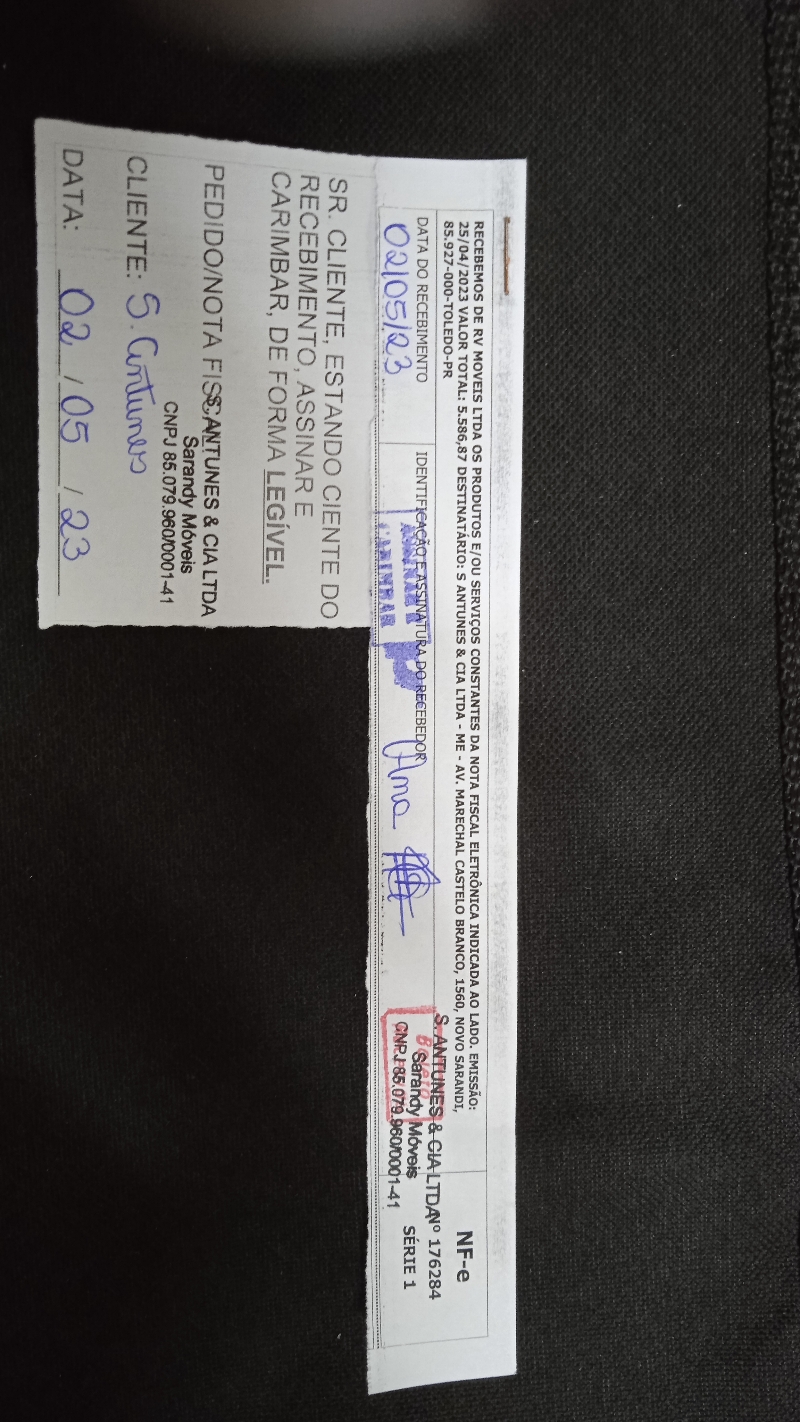 RECEBEMOS DE RV MOVEIS LTDA OS PRODUTOS E/OU SERVIÇOS CONSTANTES DA NOTA FISCAL ELETRÔNICA INDICADA AO LADO. EMISSÃO:
25/04/2023 VALOR TOTAL: 5.586,87 DESTINATÁRIO: S ANTUNES & CIA LTDA - ME - AV. MARECHAL CASTELO BRANCO, 1560, NOVO SARANDI,
85.927-000-TOLEDO-PR
NF-e
Nº 176284
SÉRIE 1
DATA DO RECEBIMENTO
02/05/23
IDENTIFICAÇÃO E ASSINATURA DO RECEBEDOR
ASSINAR E
CARIMBAR
Ana
S. ANTUNES & CIA LTDA
Sarandy Móveis
CNPJ 85.079.960/0001-41
Boleto
SR. CLIENTE, ESTANDO CIENTE DO
RECEBIMENTO, ASSINAR E
CARIMBAR, DE FORMA LEGÍVEL.
PEDIDO/NOTA FISCAL
S. ANTUNES & CIA LTDA
Sarandy Móveis
CNPJ 85.079.960/0001-41
CLIENTE: S. Antunes
DATA: 02 / 05 / 23